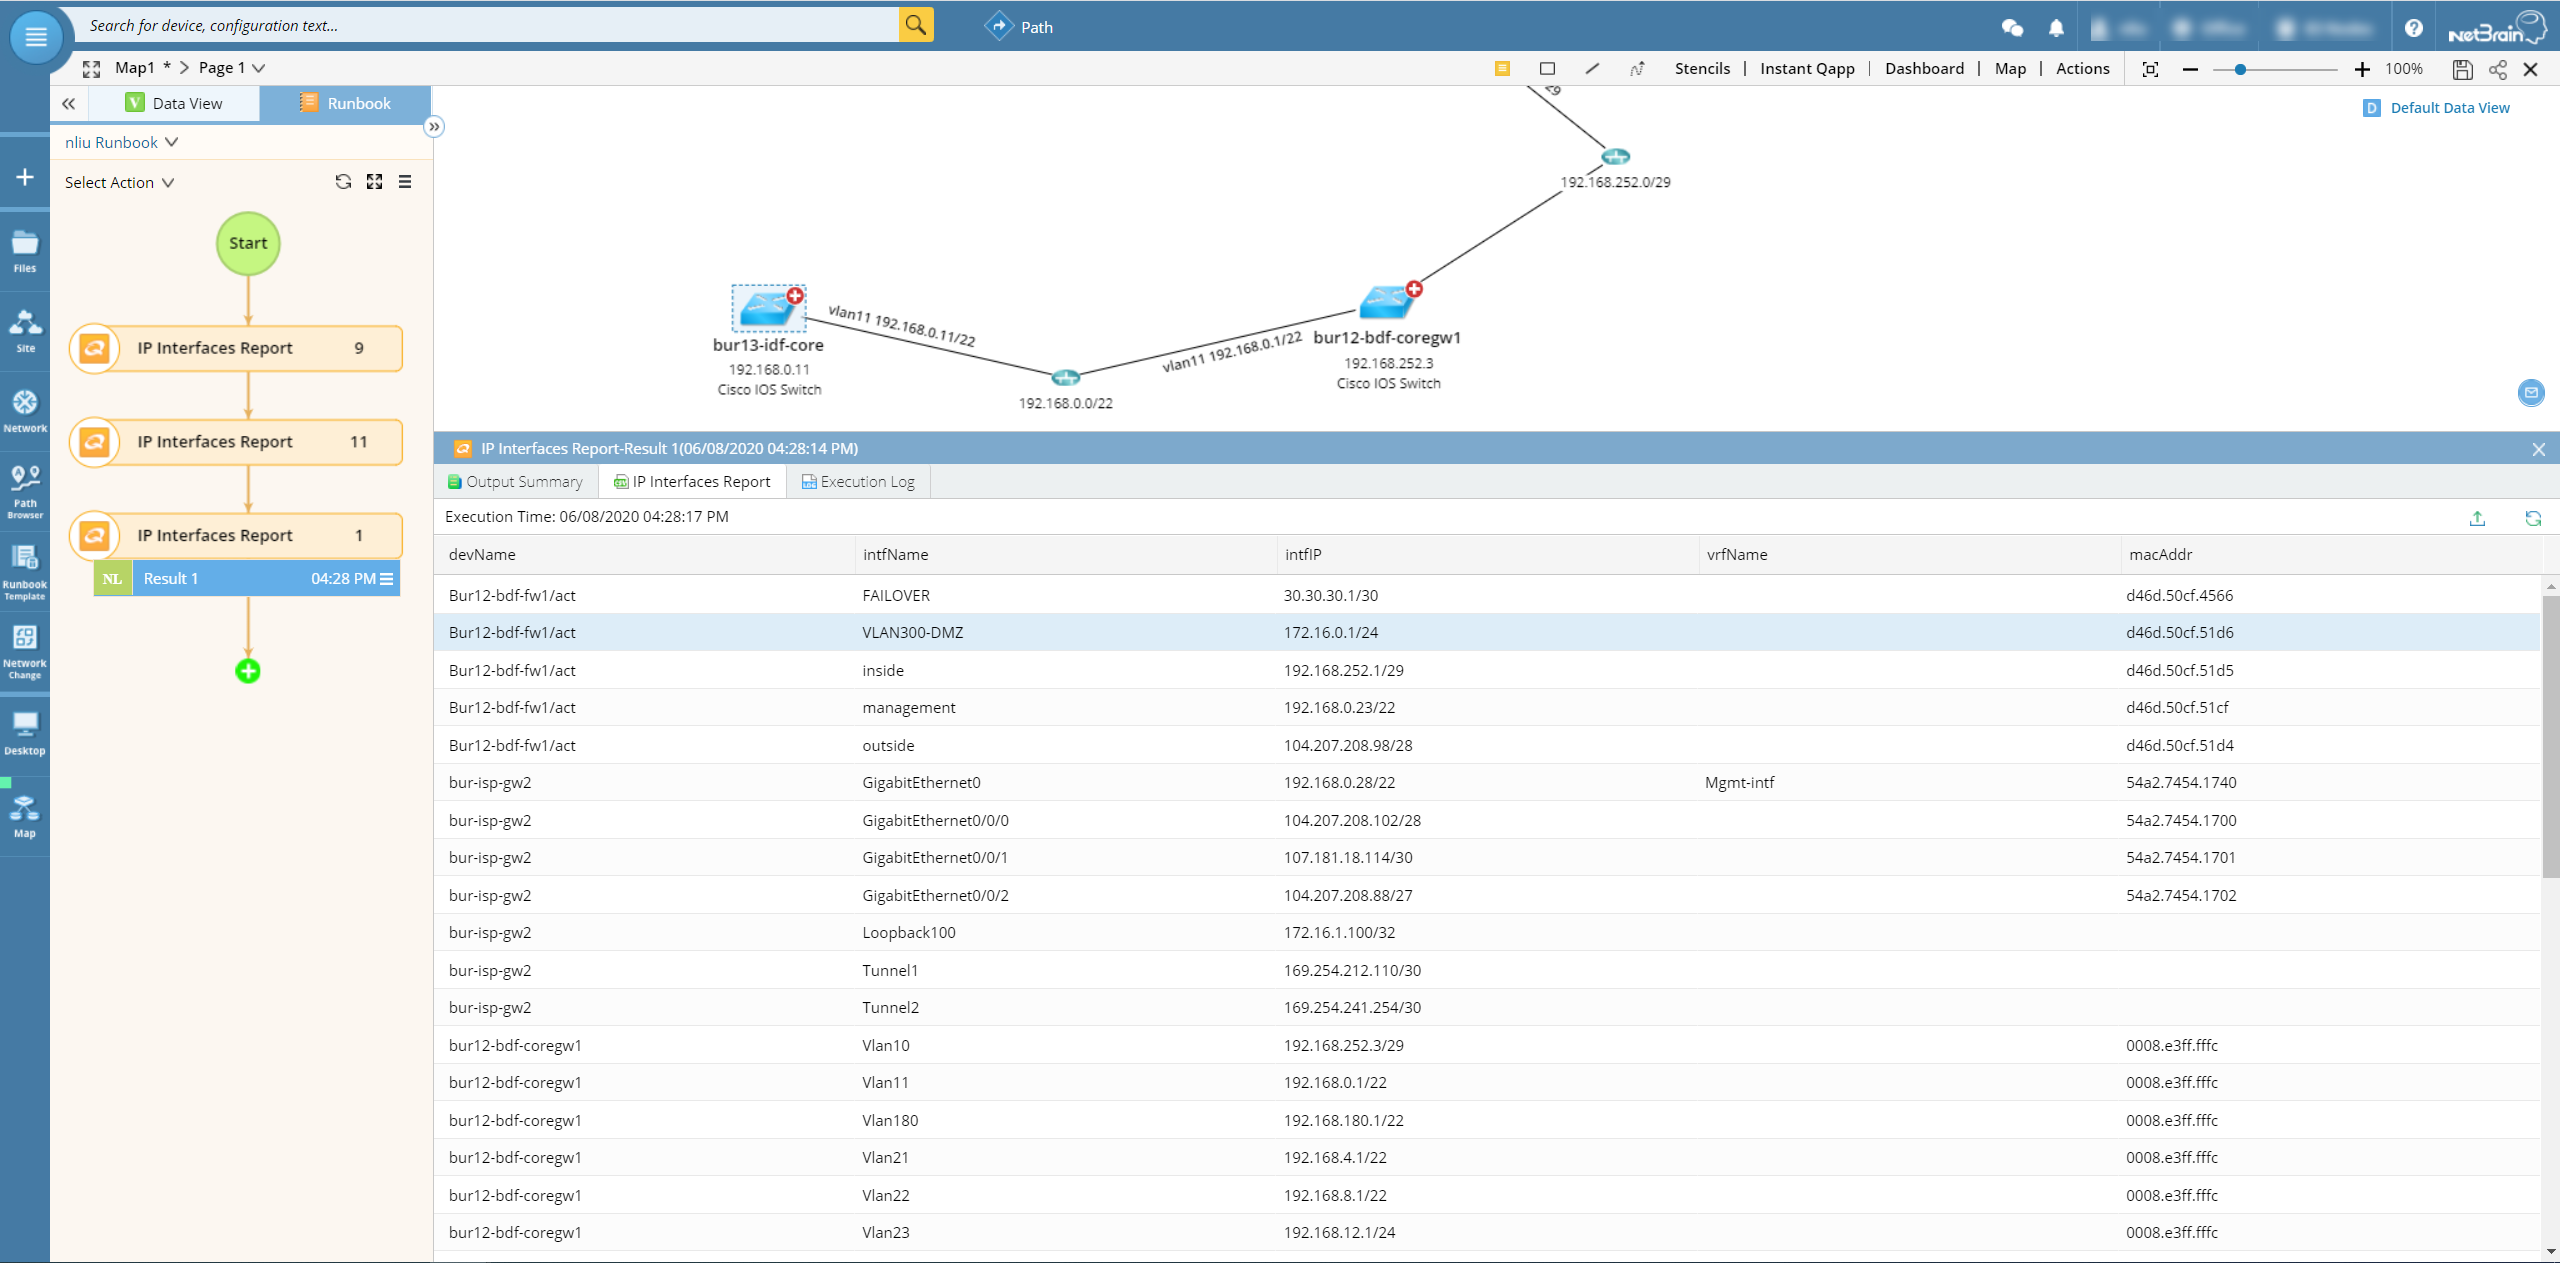 Search for device, configuration text...
Path
NetBrain
Map1 * > Page 1
Stencils | Instant Qapp | Dashboard | Map | Actions
100%
Data View
Runbook
Default Data View
nliu Runbook
Select Action
Files
Site
Network
Path Browser
Runbook Template
Network Change
Desktop
Map
Start
IP Interfaces Report 9
IP Interfaces Report 11
IP Interfaces Report 1
NL Result 1 04:28 PM
29
192.168.252.0/29
vlan11 192.168.0.11/22
bur13-idf-core
192.168.0.11
Cisco IOS Switch
192.168.0.0/22
vlan11 192.168.0.1/22
bur12-bdf-coregw1
192.168.252.3
Cisco IOS Switch
IP Interfaces Report-Result 1(06/08/2020 04:28:14 PM)
Output Summary
IP Interfaces Report
Execution Log
Execution Time: 06/08/2020 04:28:17 PM
devName intfName intfIP vrfName macAddr
Bur12-bdf-fw1/act FAILOVER 30.30.30.1/30 d46d.50cf.4566
Bur12-bdf-fw1/act VLAN300-DMZ 172.16.0.1/24 d46d.50cf.51d6
Bur12-bdf-fw1/act inside 192.168.252.1/29 d46d.50cf.51d5
Bur12-bdf-fw1/act management 192.168.0.23/22 d46d.50cf.51cf
Bur12-bdf-fw1/act outside 104.207.208.98/28 d46d.50cf.51d4
bur-isp-gw2 GigabitEthernet0 192.168.0.28/22 Mgmt-intf 54a2.7454.1740
bur-isp-gw2 GigabitEthernet0/0/0 104.207.208.102/28 54a2.7454.1700
bur-isp-gw2 GigabitEthernet0/0/1 107.181.18.114/30 54a2.7454.1701
bur-isp-gw2 GigabitEthernet0/0/2 104.207.208.88/27 54a2.7454.1702
bur-isp-gw2 Loopback100 172.16.1.100/32
bur-isp-gw2 Tunnel1 169.254.212.110/30
bur-isp-gw2 Tunnel2 169.254.241.254/30
bur12-bdf-coregw1 Vlan10 192.168.252.3/29 0008.e3ff.fffc
bur12-bdf-coregw1 Vlan11 192.168.0.1/22 0008.e3ff.fffc
bur12-bdf-coregw1 Vlan180 192.168.180.1/22 0008.e3ff.fffc
bur12-bdf-coregw1 Vlan21 192.168.4.1/22 0008.e3ff.fffc
bur12-bdf-coregw1 Vlan22 192.168.8.1/22 0008.e3ff.fffc
bur12-bdf-coregw1 Vlan23 192.168.12.1/24 0008.e3ff.fffc